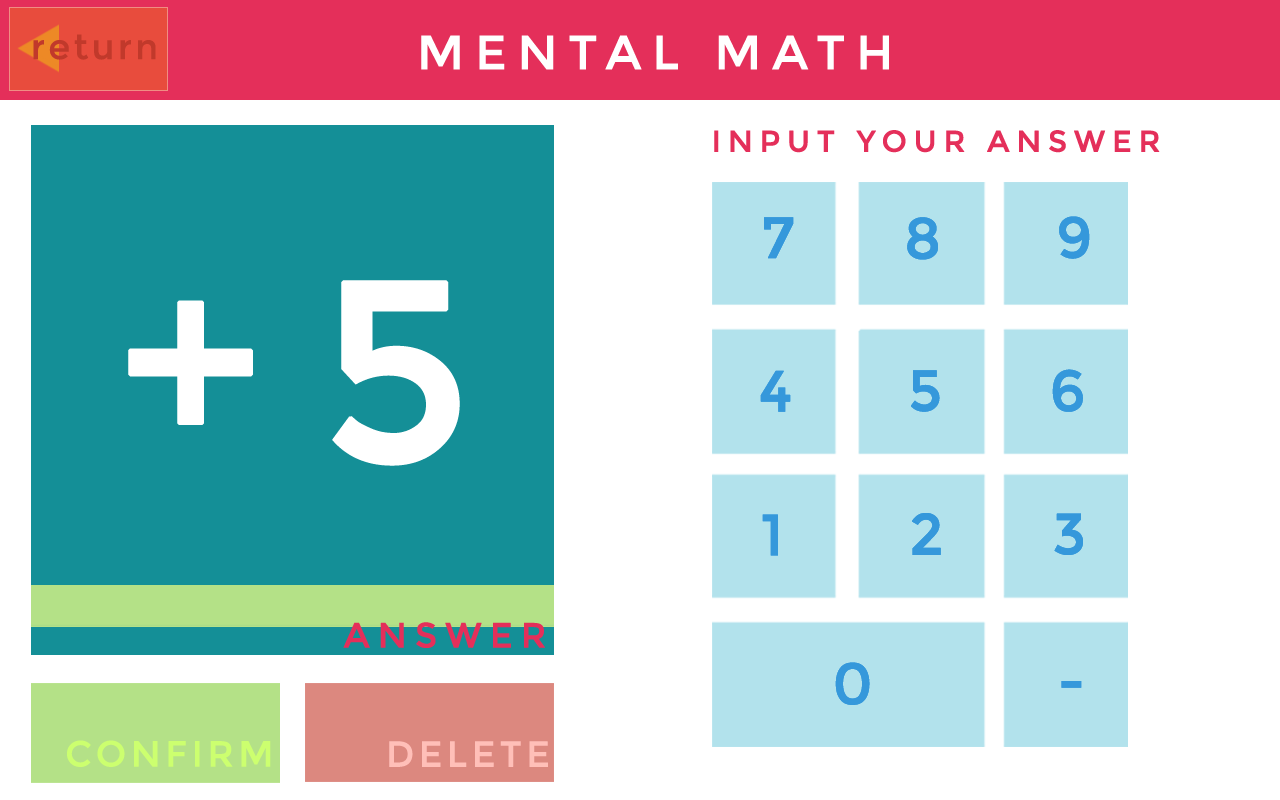 return
MENTAL MATH
+ 5
ANSWER
CONFIRM
DELETE
INPUT YOUR ANSWER
7 8 9
4 5 6
1 2 3
0 -